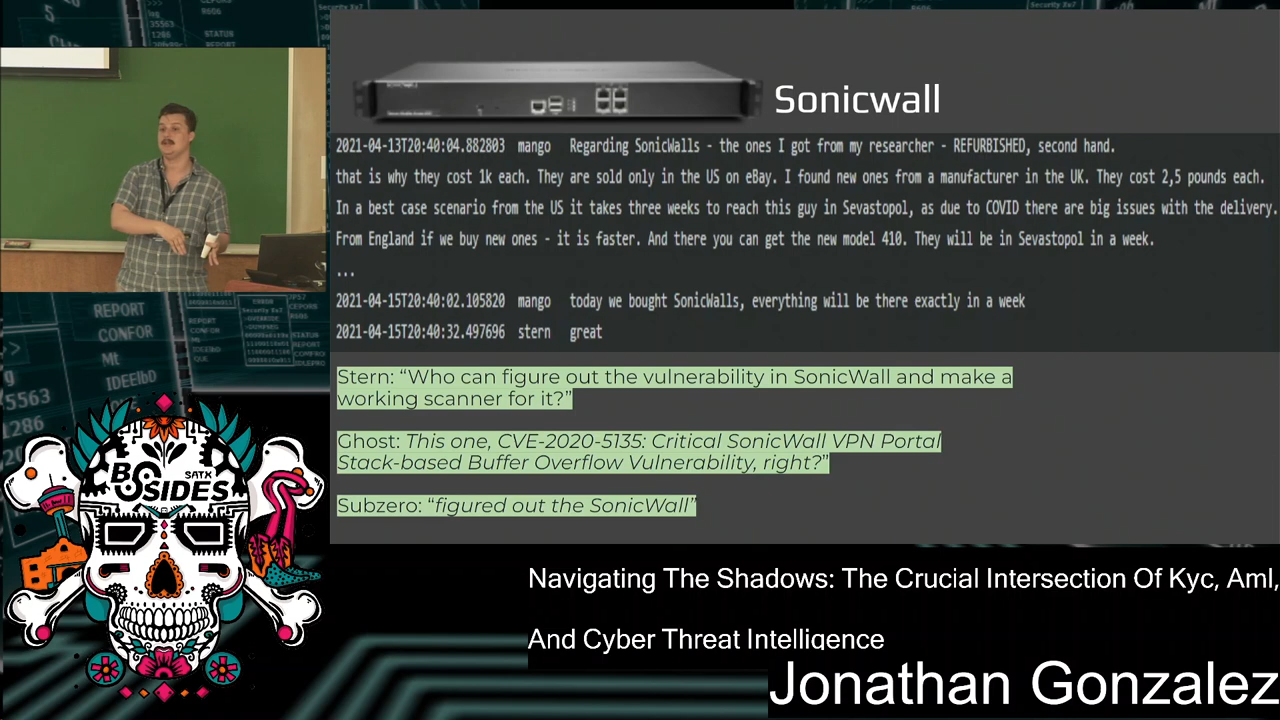 Sonicwall
2021-04-13T20:40:04.882803 mango Regarding SonicWalls - the ones I got from my researcher - REFURBISHED, second hand.
that is why they cost 1k each. They are sold only in the US on eBay. I found new ones from a manufacturer in the UK. They cost 2,5 pounds each.
In a best case scenario from the US it takes three weeks to reach this guy in Sevastopol, as due to COVID there are big issues with the delivery.
From England if we buy new ones - it is faster. And there you can get the new model 410. They will be in Sevastopol in a week.
...
2021-04-15T20:40:02.105820 mango today we bought SonicWalls, everything will be there exactly in a week
2021-04-15T20:40:32.497696 stern great
Stern: “Who can figure out the vulnerability in SonicWall and make a
working scanner for it?”
Ghost: This one, CVE-2020-5135: Critical SonicWall VPN Portal
Stack-based Buffer Overflow Vulnerability, right?”
Subzero: “figured out the SonicWall”
REPORT
CONFOR
Mt
IDEElbD
5563
1286
BSIDES
SATX
Navigating The Shadows: The Crucial Intersection Of Kyc, Aml,
And Cyber Threat Intelligence
Jonathan Gonzalez